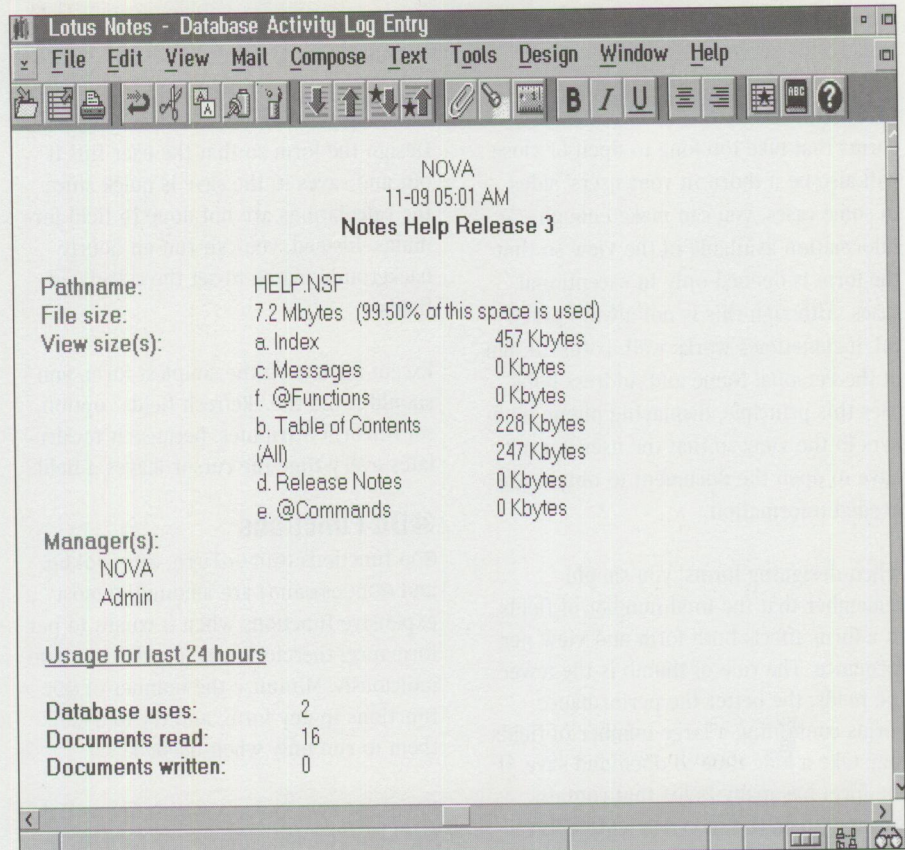 Lotus Notes - Database Activity Log Entry
File Edit View Mail Compose Text Tools Design Window Help
B I U ABC ?
NOVA
11-09 05:01 AM
Notes Help Release 3
Pathname: HELP.NSF
File size: 7.2 Mbytes (99.50% of this space is used)
View size(s): a. Index 457 Kbytes
c. Messages 0 Kbytes
f. @Functions 0 Kbytes
b. Table of Contents 228 Kbytes
(All) 247 Kbytes
d. Release Notes 0 Kbytes
e. @Commands 0 Kbytes
Manager(s):
NOVA
Admin
Usage for last 24 hours
Database uses: 2
Documents read: 16
Documents written: 0